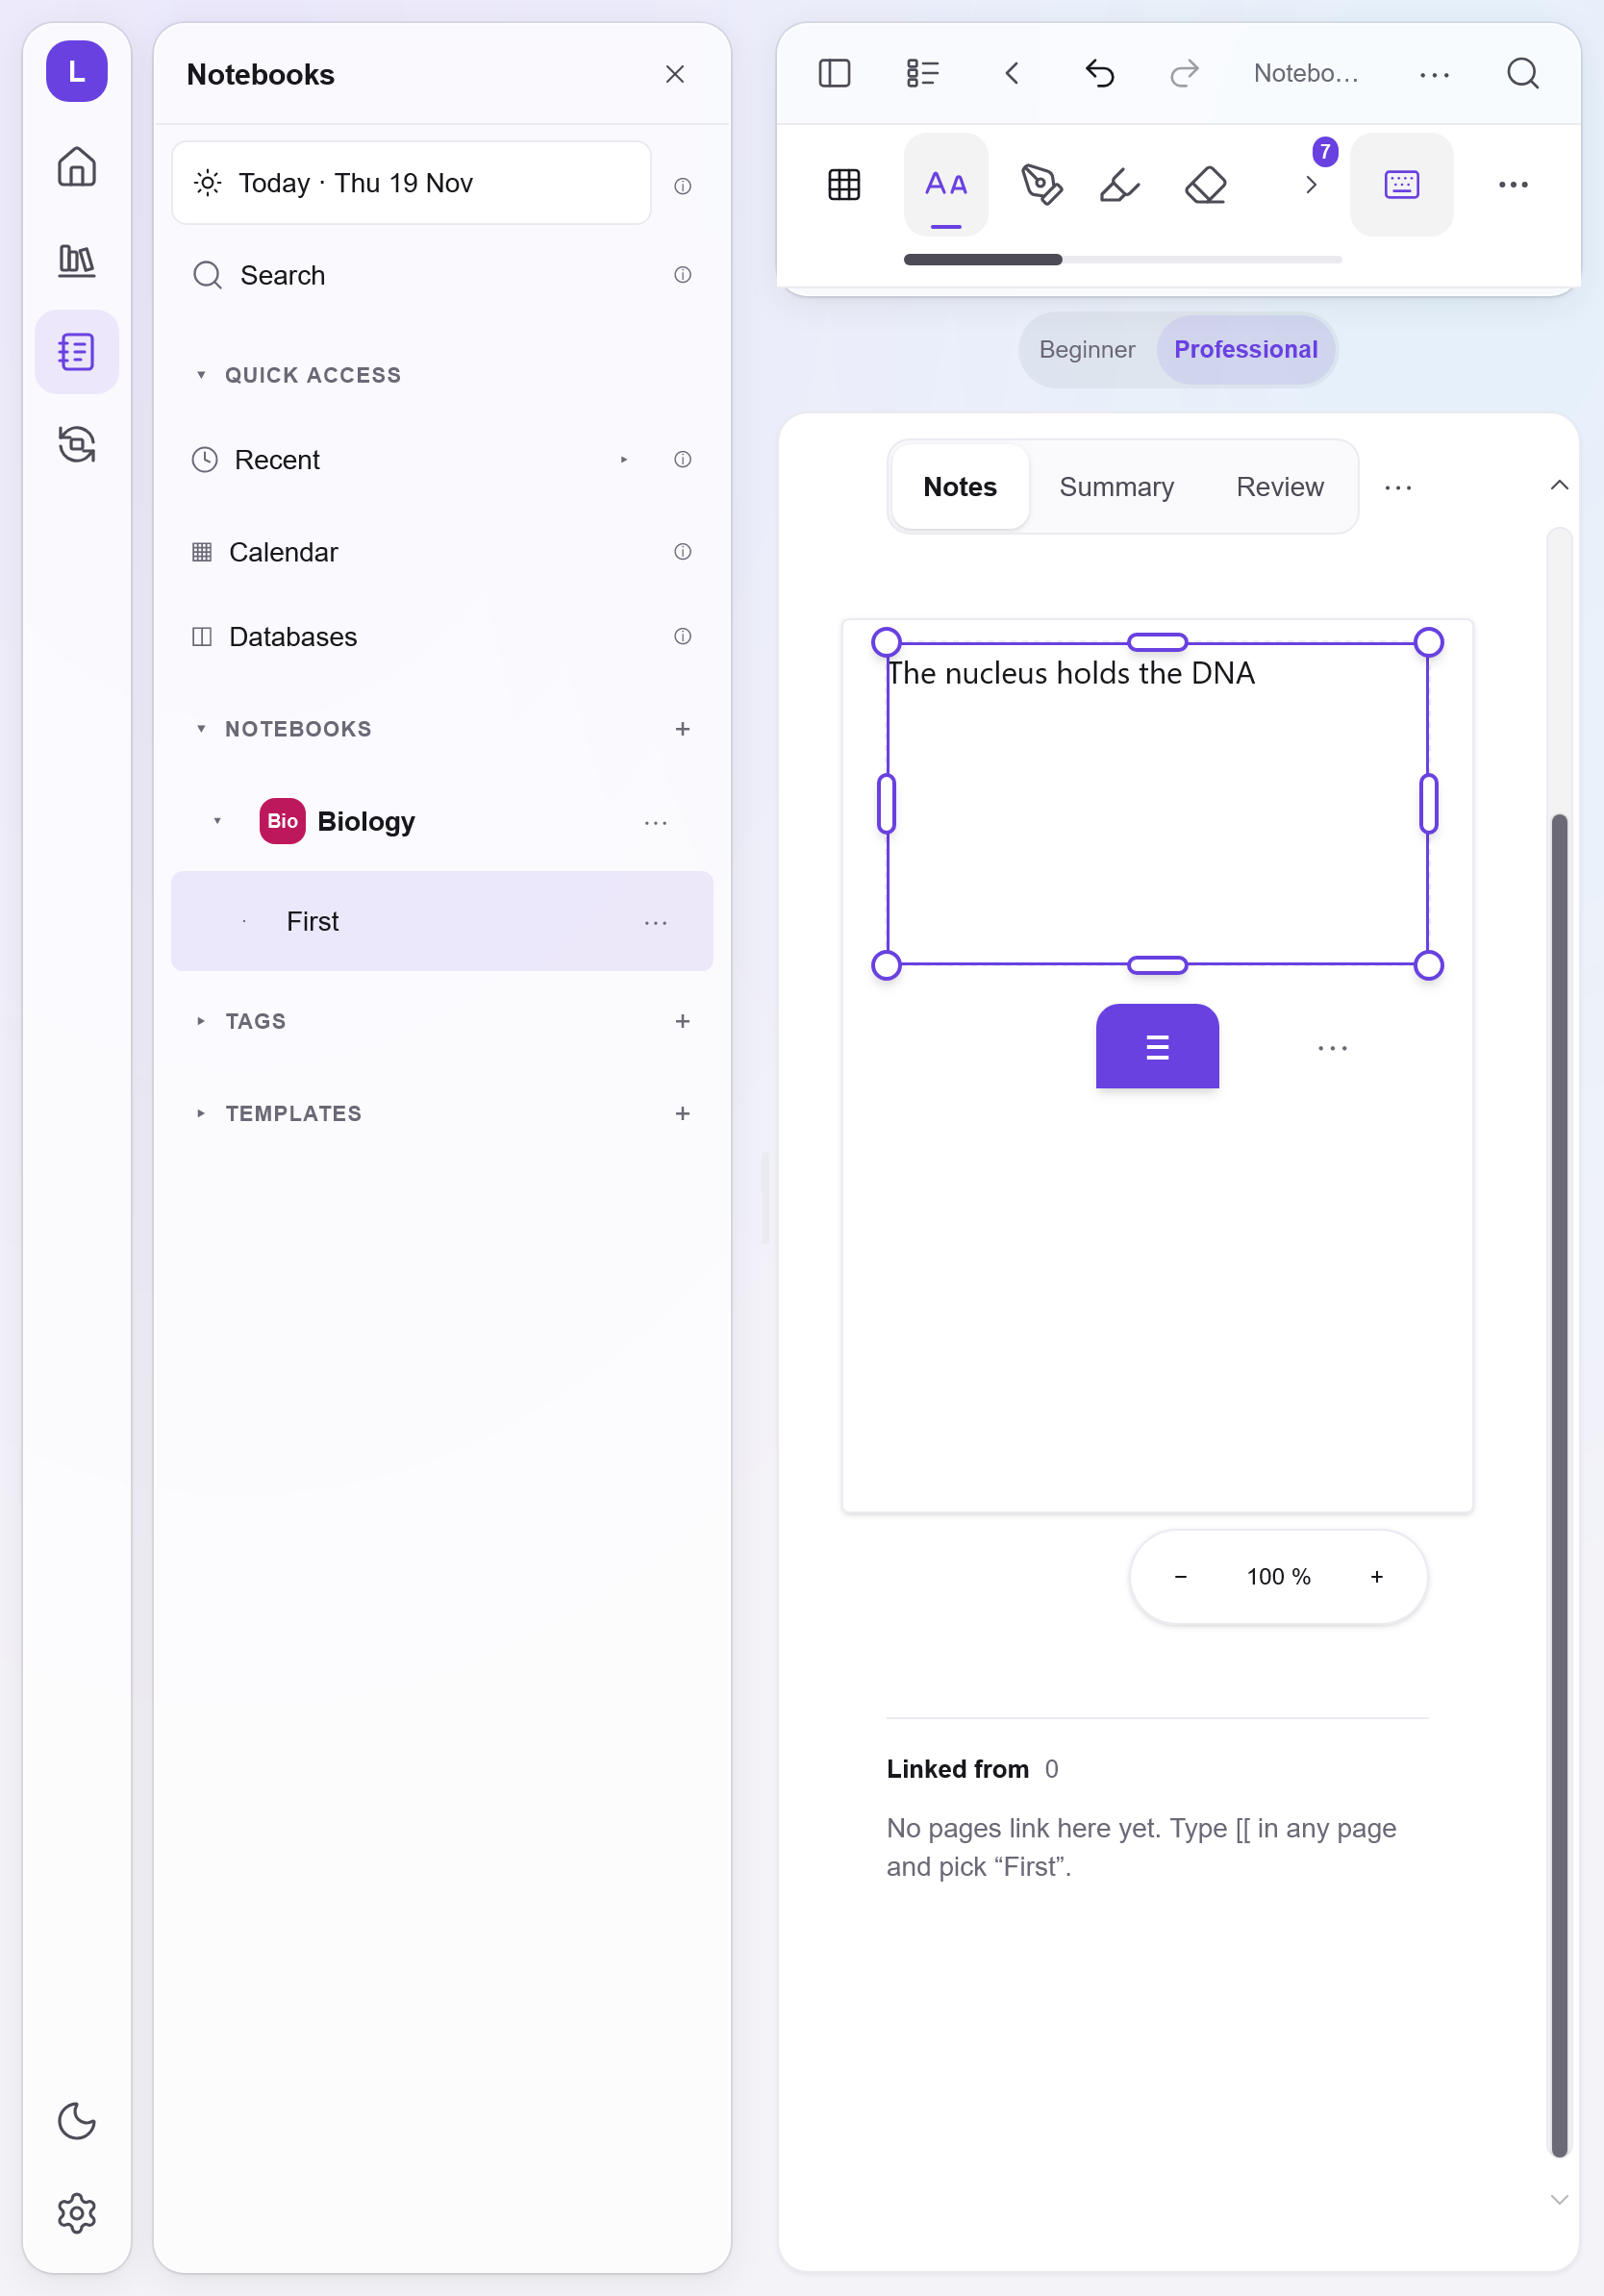 L
Notebooks
Today · Thu 19 Nov
Search
QUICK ACCESS
Recent
Calendar
Databases
NOTEBOOKS
Bio Biology
First
TAGS
TEMPLATES
Notebo...
AA
7
Beginner Professional
Notes Summary Review
The nucleus holds the DNA
− 100 % +
Linked from 0
No pages link here yet. Type [[ in any page
and pick “First”.